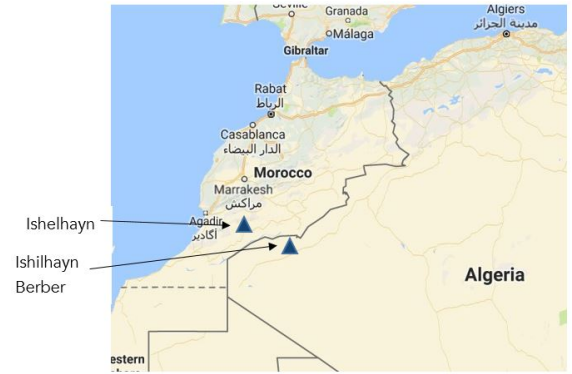 Seville
Granada
Málaga
Gibraltar
Algiers
مدينة الجزائر
Rabat
الرباط
Casablanca
الدار البيضاء
Morocco
Marrakesh
مراكش
Agadir
أكادير
Ishelhayn
Ishilhayn
Berber
Algeria
estern